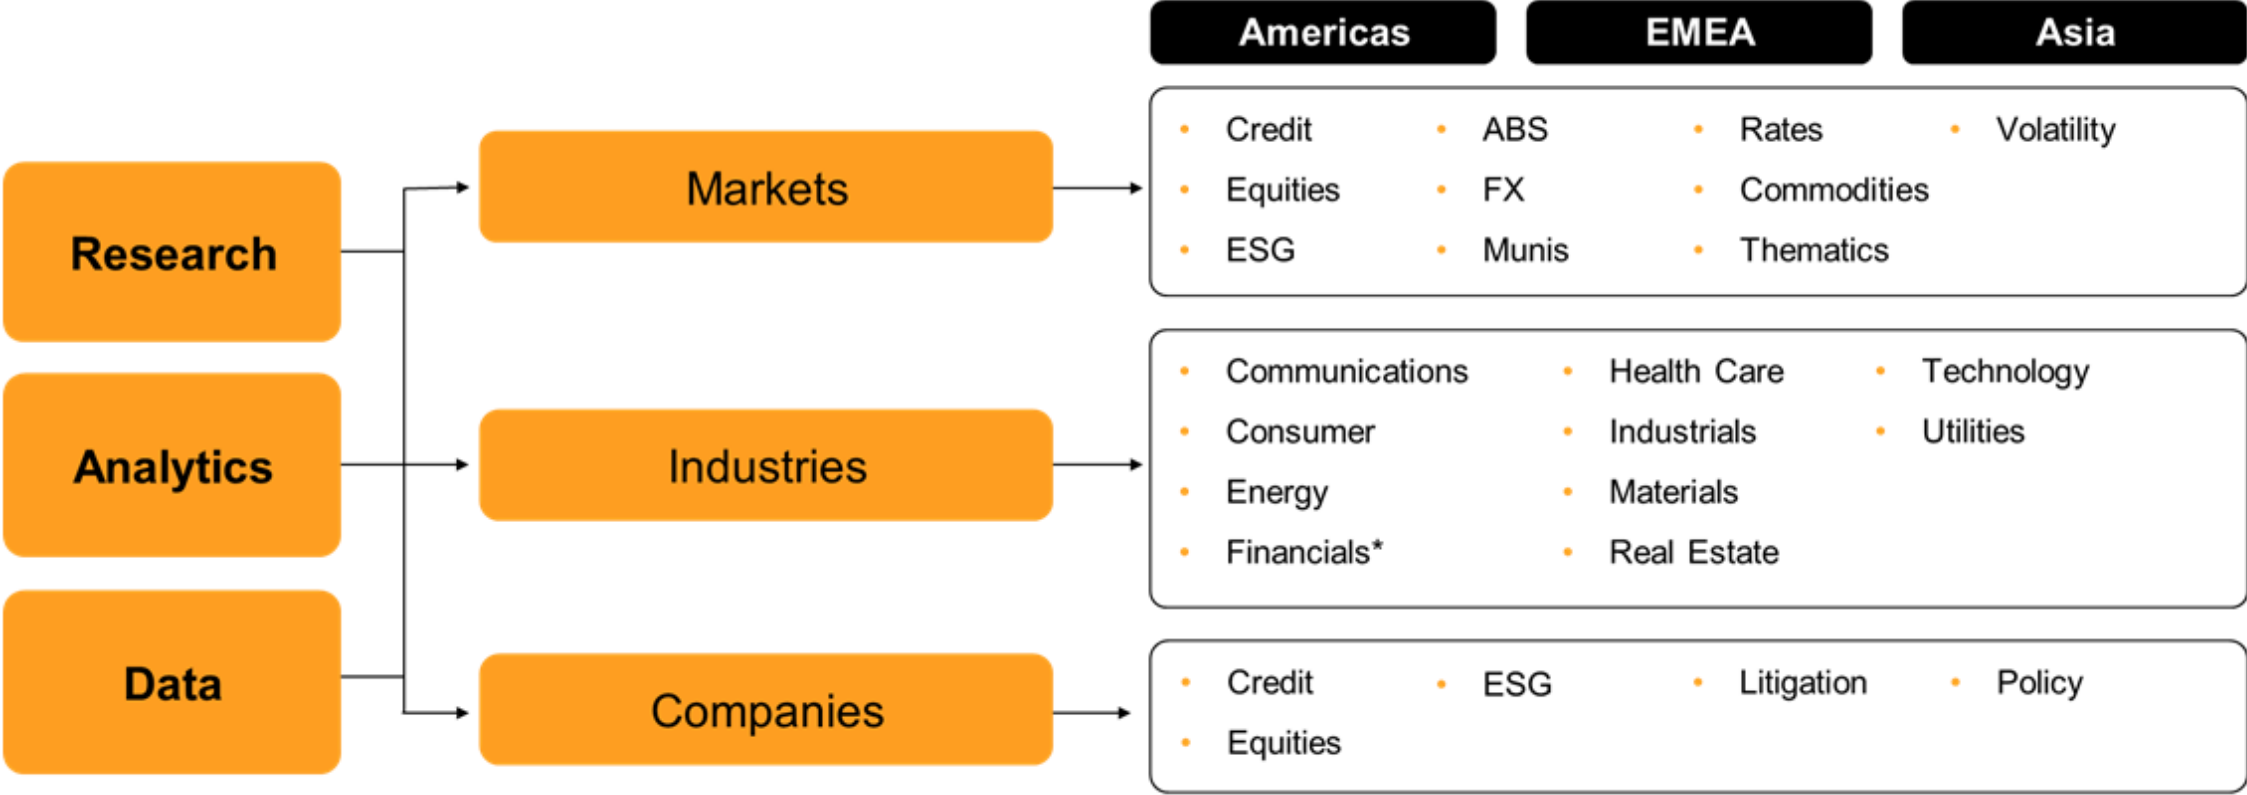 Americas EMEA Asia
Research
Analytics
Data
Markets
• Credit • ABS • Rates • Volatility
• Equities • FX • Commodities
• ESG • Munis • Thematics
Industries
• Communications • Health Care • Technology
• Consumer • Industrials • Utilities
• Energy • Materials
• Financials* • Real Estate
Companies
• Credit • ESG • Litigation • Policy
• Equities